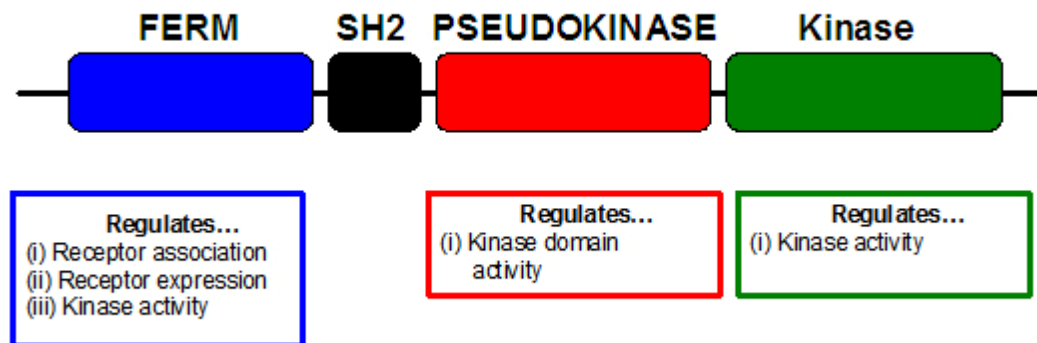 FERM SH2 PSEUDOKINASE Kinase
Regulates...
(i) Receptor association
(ii) Receptor expression
(iii) Kinase activity
Regulates...
(i) Kinase domain
activity
Regulates...
(i) Kinase activity